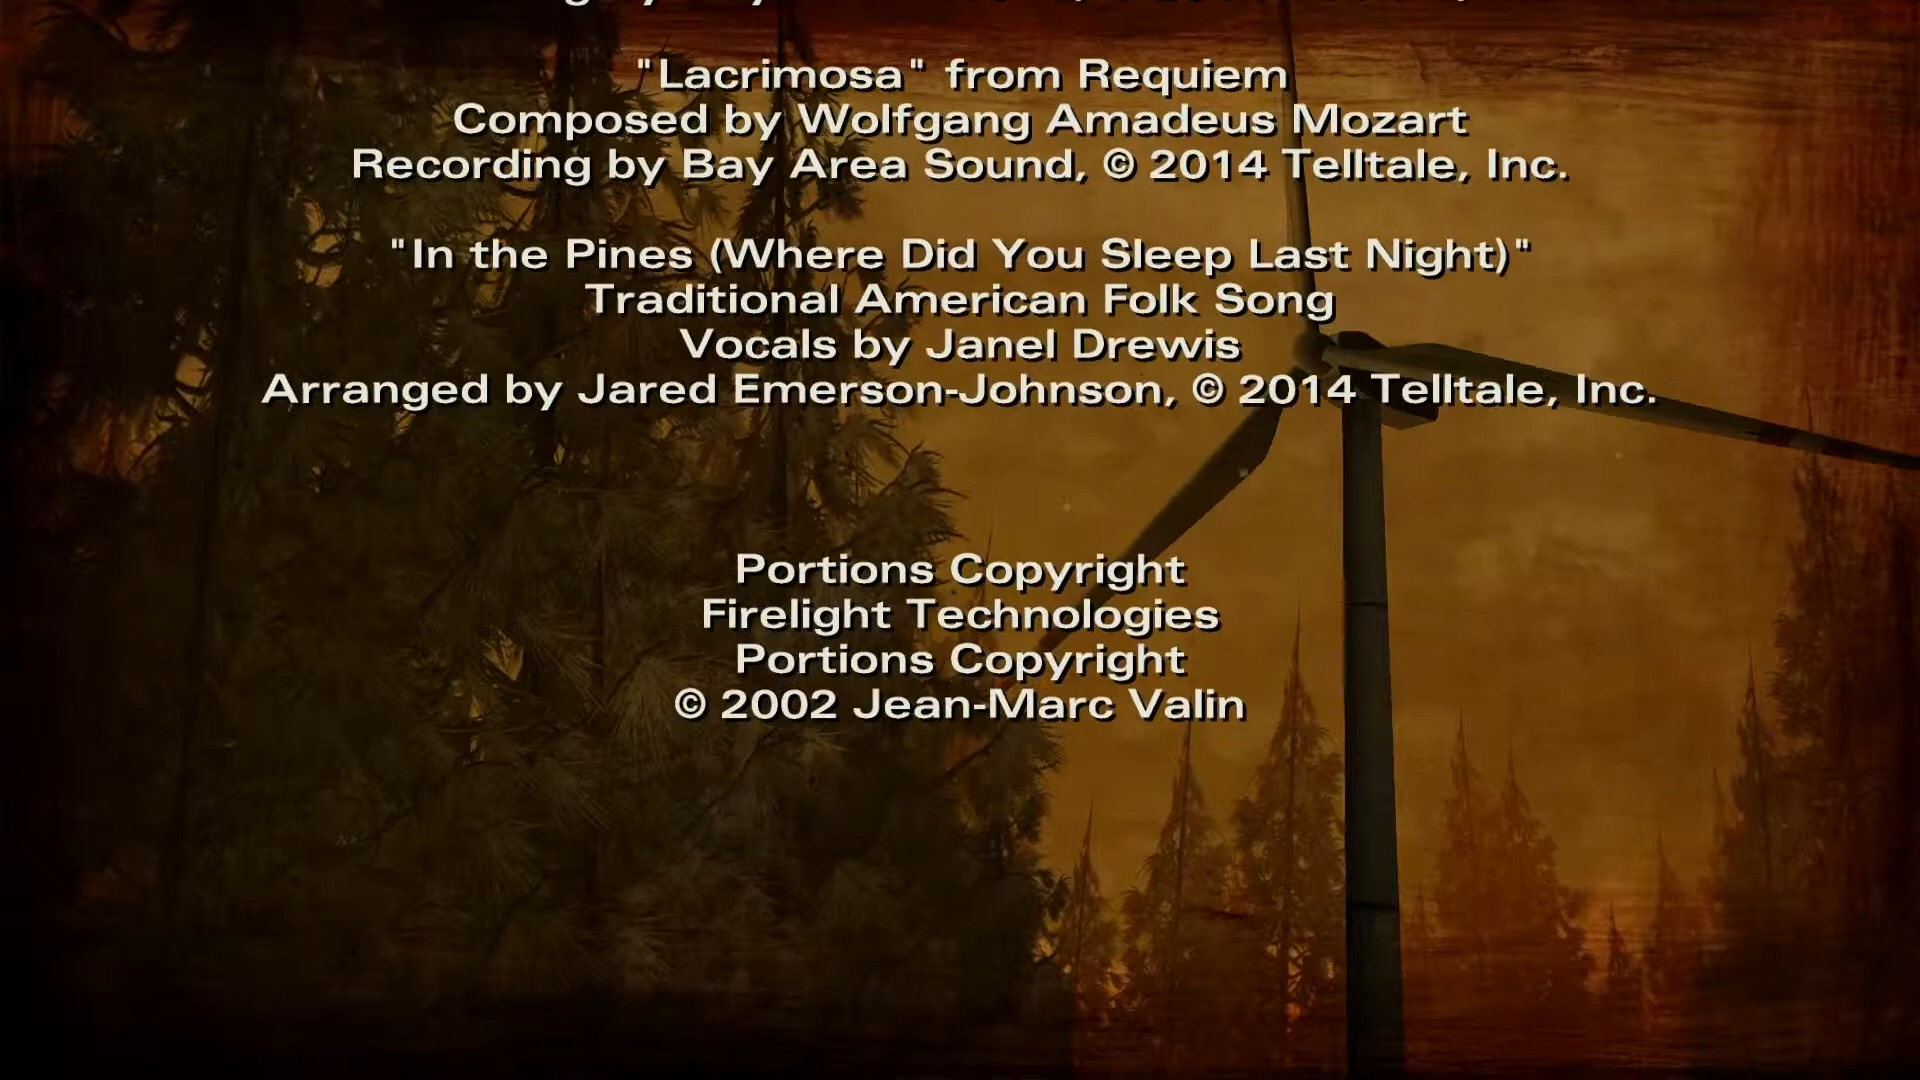 "Lacrimosa" from Requiem
Composed by Wolfgang Amadeus Mozart
Recording by Bay Area Sound, © 2014 Telltale, Inc.
"In the Pines (Where Did You Sleep Last Night)"
Traditional American Folk Song
Vocals by Janel Drewis
Arranged by Jared Emerson-Johnson, © 2014 Telltale, Inc.
Portions Copyright
Firelight Technologies
Portions Copyright
© 2002 Jean-Marc Valin